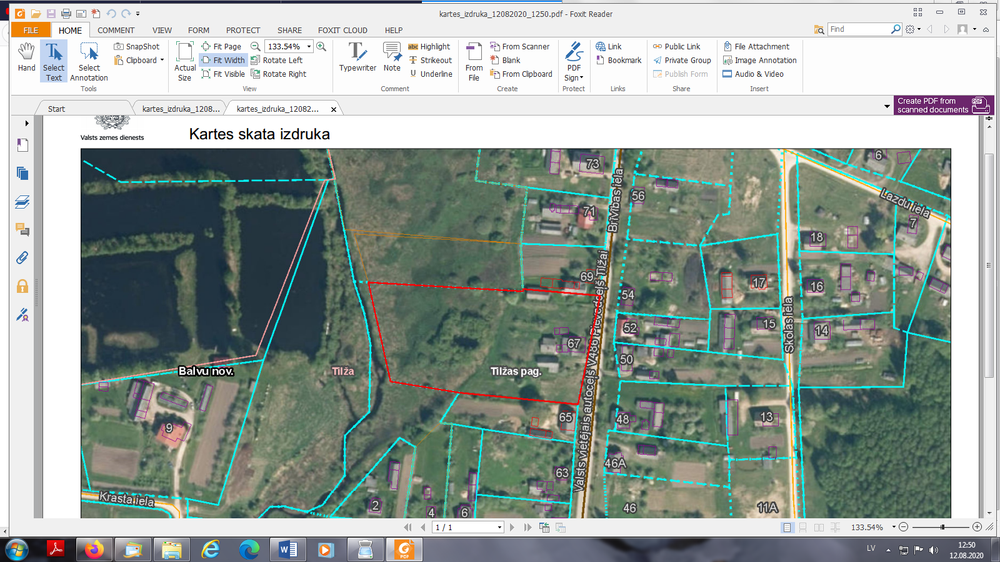 kartes_izdruka_12082020_1250.pdf - Foxit Reader
FILE HOME COMMENT VIEW FORM PROTECT SHARE FOXIT CLOUD HELP
Find
Hand
Select Text
Select Annotation
SnapShot
Clipboard
Tools
Actual Size
Fit Page
Fit Width
Fit Visible
133.54%
Rotate Left
Rotate Right
View
Typewriter
Note
abc Highlight
Strikeout
Underline
Comment
From File
From Scanner
Blank
From Clipboard
Create
PDF Sign
Protect
Link
Bookmark
Links
Public Link
Private Group
Publish Form
Share
File Attachment
Image Annotation
Audio & Video
Insert
Start
kartes_izdruka_1208...
kartes_izdruka_12082...
Create PDF from
scanned documents
PDF
Valsts zemes dienests
Kartes skata izdruka
73
6
56
Brīvības iela
Lazdu iela
71
7
18
69
17
16
54
52
15
14
Skolas iela
67
50
Valsts vietējais autoceļš V486 Pievedceļš Tilžai
Balvu nov.
Tilža
Tilžas pag.
65
48
13
9
46A
63
Krasta iela
2
4
6
46
11A
1 / 1
133.54%
LV
12:50
12.08.2020